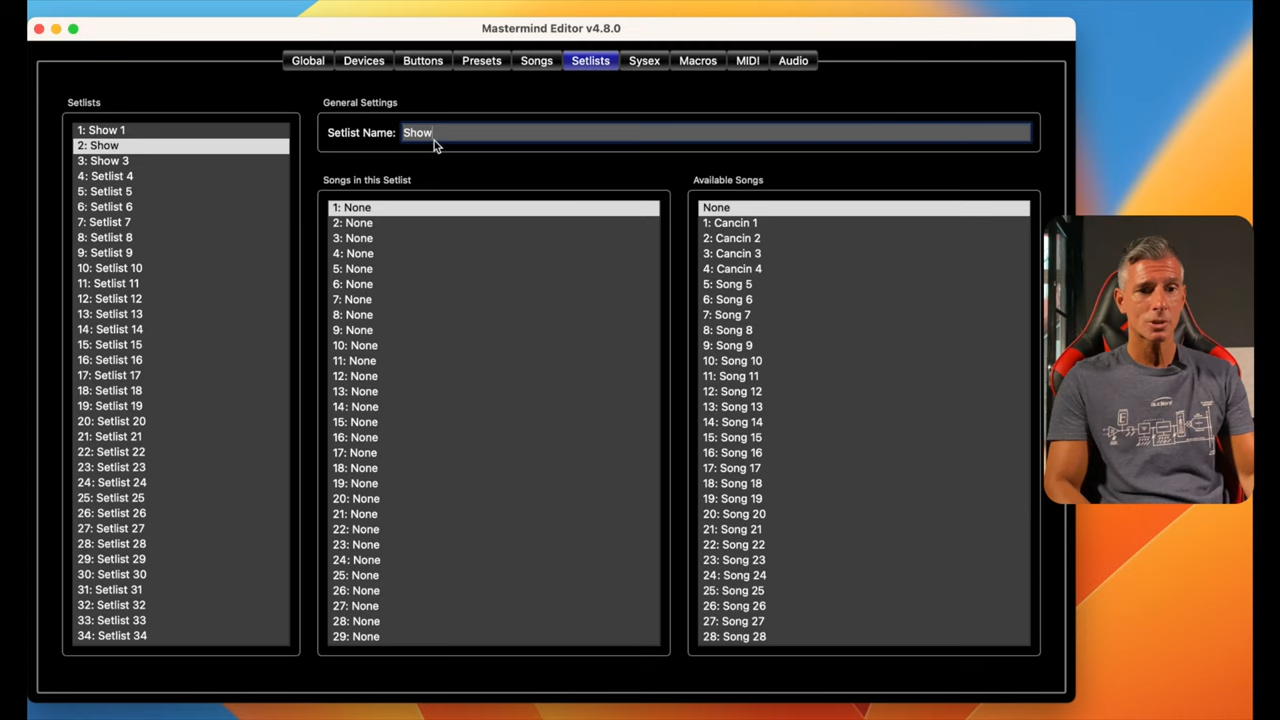 Mastermind Editor v4.8.0
Global Devices Buttons Presets Songs Setlists Sysex Macros MIDI Audio
Setlists
1: Show 1
2: Show
3: Show 3
4: Setlist 4
5: Setlist 5
6: Setlist 6
7: Setlist 7
8: Setlist 8
9: Setlist 9
10: Setlist 10
11: Setlist 11
12: Setlist 12
13: Setlist 13
14: Setlist 14
15: Setlist 15
16: Setlist 16
17: Setlist 17
18: Setlist 18
19: Setlist 19
20: Setlist 20
21: Setlist 21
22: Setlist 22
23: Setlist 23
24: Setlist 24
25: Setlist 25
26: Setlist 26
27: Setlist 27
28: Setlist 28
29: Setlist 29
30: Setlist 30
31: Setlist 31
32: Setlist 32
33: Setlist 33
34: Setlist 34
General Settings
Setlist Name: Show
Songs in this Setlist
1: None
2: None
3: None
4: None
5: None
6: None
7: None
8: None
9: None
10: None
11: None
12: None
13: None
14: None
15: None
16: None
17: None
18: None
19: None
20: None
21: None
22: None
23: None
24: None
25: None
26: None
27: None
28: None
29: None
Available Songs
None
1: Cancin 1
2: Cancin 2
3: Cancin 3
4: Cancin 4
5: Song 5
6: Song 6
7: Song 7
8: Song 8
9: Song 9
10: Song 10
11: Song 11
12: Song 12
13: Song 13
14: Song 14
15: Song 15
16: Song 16
17: Song 17
18: Song 18
19: Song 19
20: Song 20
21: Song 21
22: Song 22
23: Song 23
24: Song 24
25: Song 25
26: Song 26
27: Song 27
28: Song 28